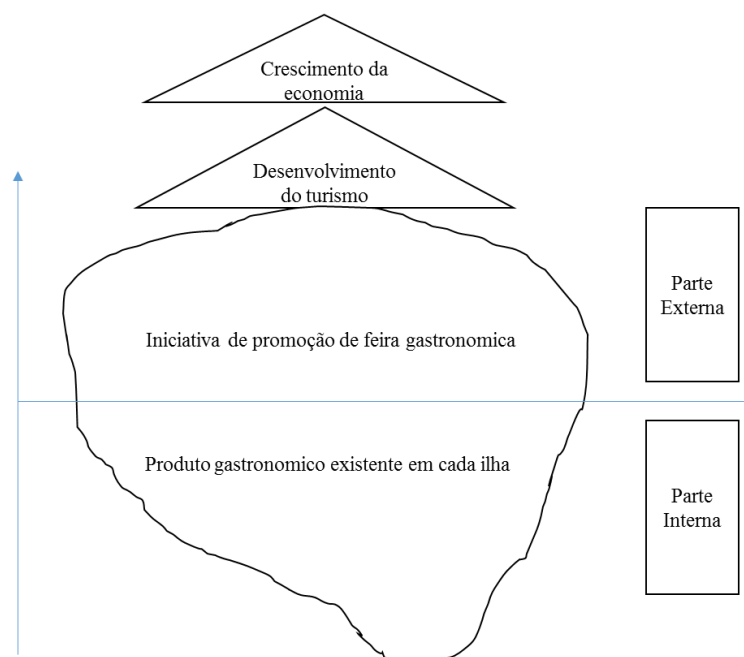 Crescimento da
economia
Desenvolvimento
do turismo
Parte
Externa
Iniciativa de promoção de feira gastronomica
Produto gastronomico existente em cada ilha
Parte
Interna